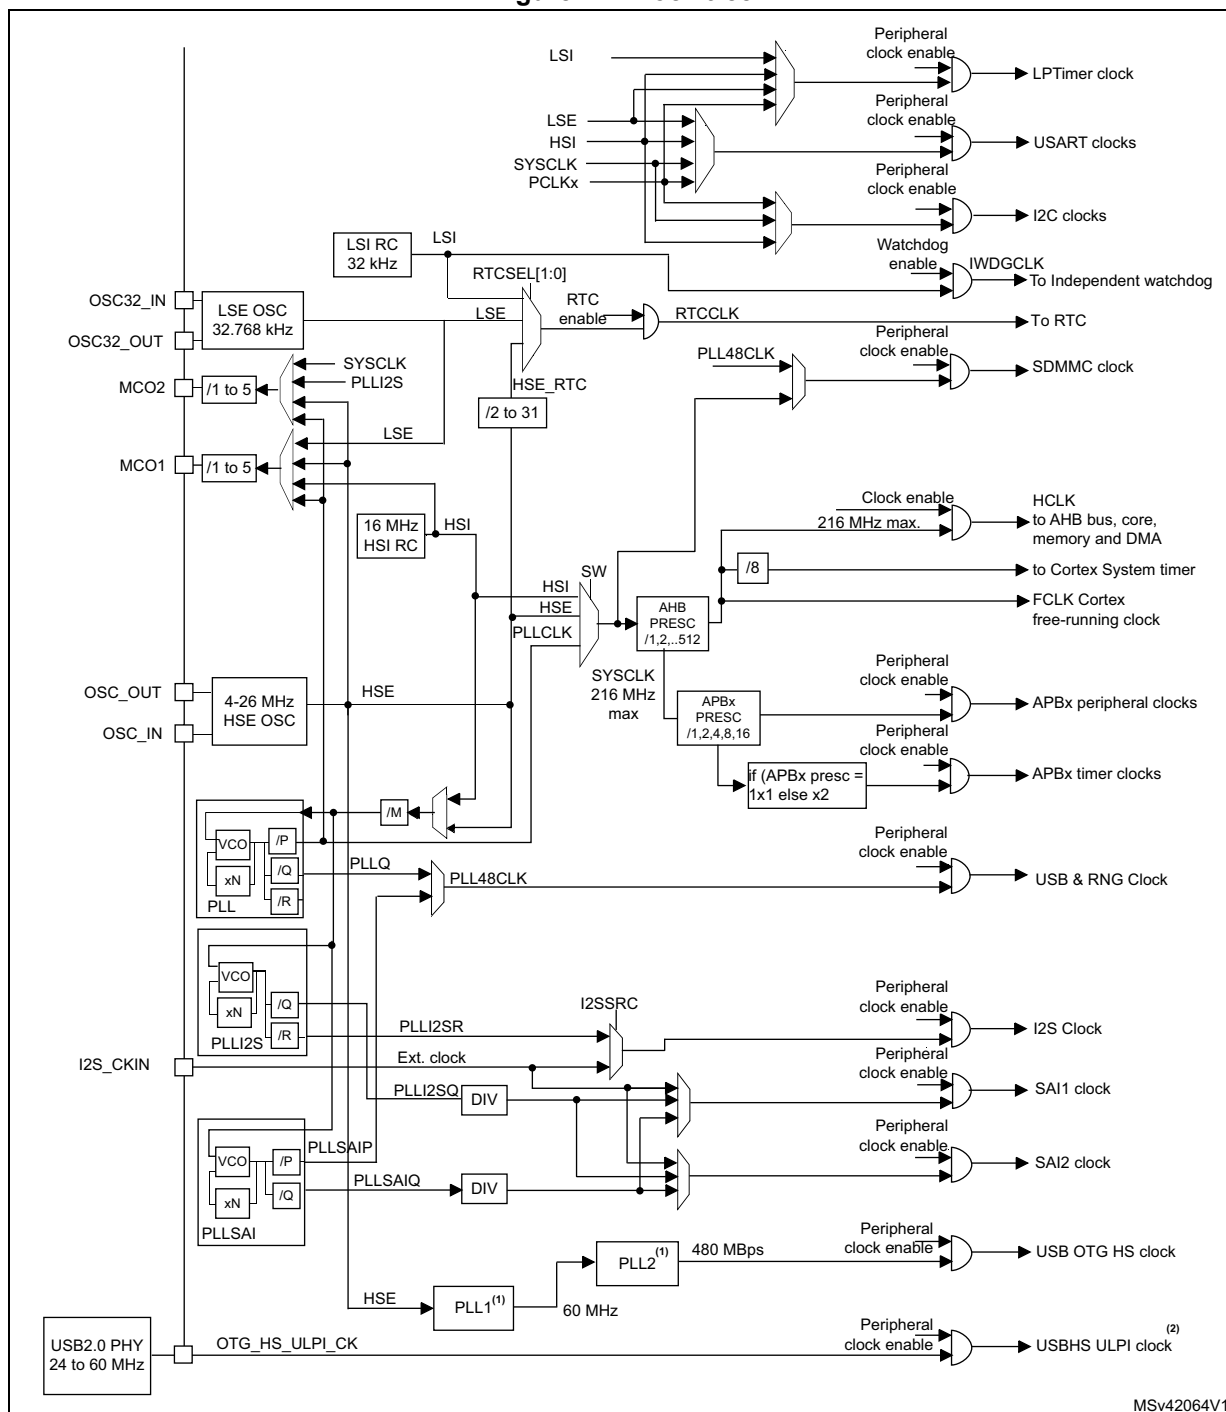 Peripheral
clock enable
LSI
LPTimer clock
Peripheral
clock enable
LSE
HSI
USART clocks
SYSCLK
PCLKx
Peripheral
clock enable
I2C clocks
LSI RC
32 kHz
LSI
Watchdog
enable
IWDGCLK
To Independent watchdog
RTCSEL[1:0]
OSC32_IN
LSE OSC
32.768 kHz
LSE
RTC
enable
RTCCLK
To RTC
OSC32_OUT
SYSCLK
PLLI2S
PLL48CLK
Peripheral
clock enable
SDMMC clock
MCO2
/1 to 5
HSE_RTC
/2 to 31
LSE
MCO1
/1 to 5
16 MHz
HSI RC
HSI
Clock enable
216 MHz max.
HCLK
to AHB bus, core,
memory and DMA
/8
to Cortex System timer
SW
HSI
HSE
PLLCLK
AHB
PRESC
/1,2,..512
FCLK Cortex
free-running clock
SYSCLK
216 MHz
max
OSC_OUT
4-26 MHz
HSE OSC
HSE
OSC_IN
APBx
PRESC
/1,2,4,8,16
Peripheral
clock enable
APBx peripheral clocks
Peripheral
clock enable
if (APBx presc =
1x1 else x2
APBx timer clocks
/M
VCO
/P
xN
/Q
/R
PLL
PLLQ
PLL48CLK
Peripheral
clock enable
USB & RNG Clock
VCO
xN
/Q
/R
PLLI2S
I2SSRC
PLLI2SR
Peripheral
clock enable
I2S Clock
I2S_CKIN
Ext. clock
PLLI2SQ
DIV
Peripheral
clock enable
SAI1 clock
VCO
/P
xN
/Q
PLLSAI
PLLSAIP
PLLSAIQ
DIV
Peripheral
clock enable
SAI2 clock
HSE
PLL1(1)
60 MHz
PLL2(1)
480 MBps
Peripheral
clock enable
USB OTG HS clock
USB2.0 PHY
24 to 60 MHz
OTG_HS_ULPI_CK
Peripheral
clock enable
USBHS ULPI clock (2)
MSv42064V1